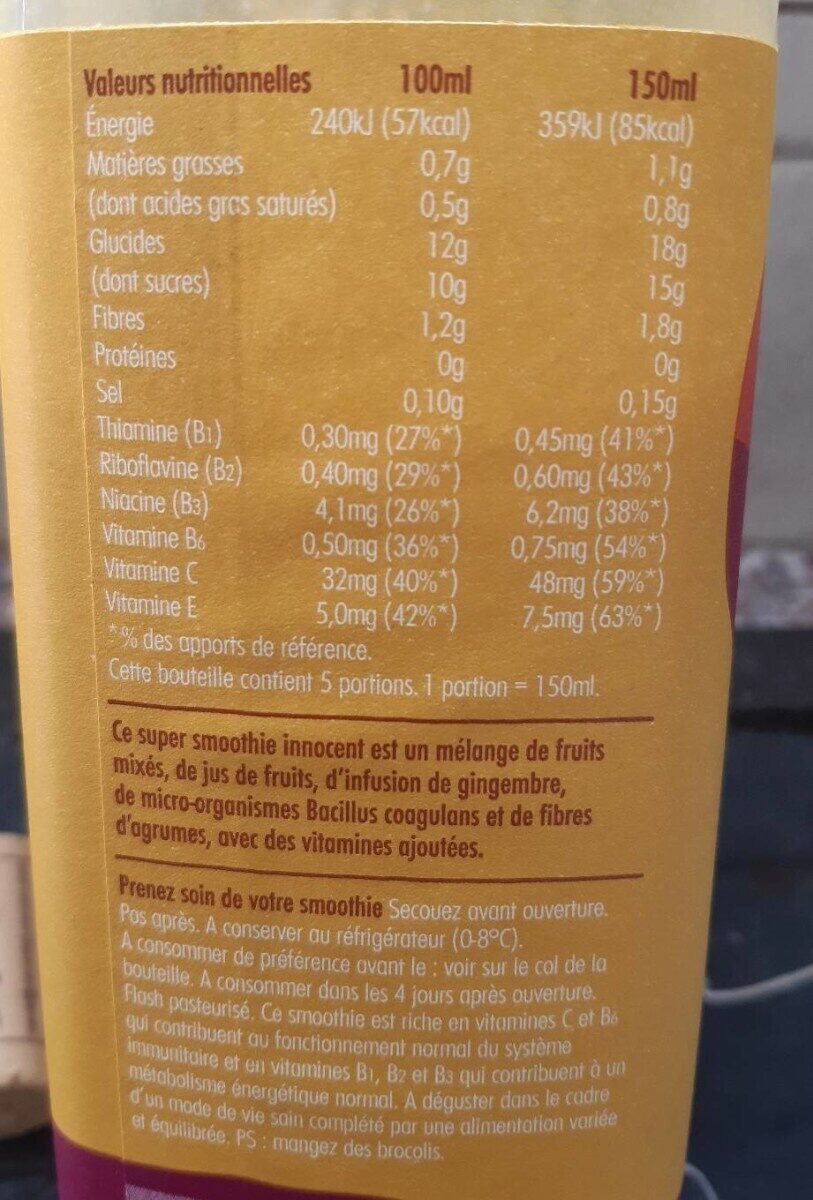 Valeurs nutritionnelles 100ml 150ml
Énergie 240kJ (57kcal) 359kJ (85kcal)
Matières grasses 0,7g 1,1g
(dont acides gras saturés) 0,5g 0,8g
Glucides 12g 18g
(dont sucres) 10g 15g
Fibres 1,2g 1,8g
Protéines 0g 0g
Sel 0,10g 0,15g
Thiamine (B1) 0,30mg (27%*) 0,45mg (41%*)
Riboflavine (B2) 0,40mg (29%*) 0,60mg (43%*)
Niacine (B3) 4,1mg (26%*) 6,2mg (38%*)
Vitamine B6 0,50mg (36%*) 0,75mg (54%*)
Vitamine C 32mg (40%*) 48mg (59%*)
Vitamine E 5,0mg (42%*) 7,5mg (63%*)
*% des apports de référence.
Cette bouteille contient 5 portions. 1 portion = 150ml.
Ce super smoothie innocent est un mélange de fruits
mixés, de jus de fruits, d'infusion de gingembre,
de micro-organismes Bacillus coagulans et de fibres
d'agrumes, avec des vitamines ajoutées.
Prenez soin de votre smoothie Secouez avant ouverture.
Pas après. A conserver au réfrigérateur (0-8°C).
A consommer de préférence avant le : voir sur le col de la
bouteille. A consommer dans les 4 jours après ouverture.
Flash pasteurisé. Ce smoothie est riche en vitamines C et B6
qui contribuent au fonctionnement normal du système
immunitaire et en vitamines B1, B2 et B3 qui contribuent à un
métabolisme énergétique normal. A déguster dans le cadre
d'un mode de vie sain complété par une alimentation variée
et équilibrée. PS : mangez des brocolis.